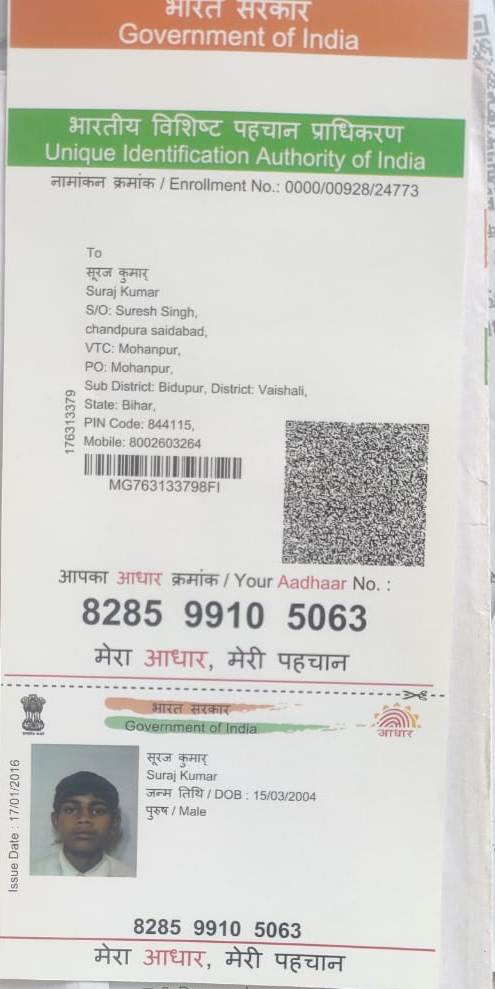 भारत सरकार
Government of India
भारतीय विशिष्ट पहचान प्राधिकरण
Unique Identification Authority of India
नामांकन क्रमांक / Enrollment No.: 0000/00928/24773
To
सूरज कुमार्
Suraj Kumar
S/O: Suresh Singh,
chandpura saidabad,
VTC: Mohanpur,
PO: Mohanpur,
Sub District: Bidupur, District: Vaishali,
State: Bihar,
PIN Code: 844115,
Mobile: 8002603264
176313379
MG763133798FI
आपका आधार क्रमांक / Your Aadhaar No. :
8285 9910 5063
मेरा आधार, मेरी पहचान
भारत सरकार
Government of India
आधार
Issue Date : 17/01/2016
सूरज कुमार्
Suraj Kumar
जन्म तिथि / DOB : 15/03/2004
पुरुष / Male
8285 9910 5063
मेरा आधार, मेरी पहचान